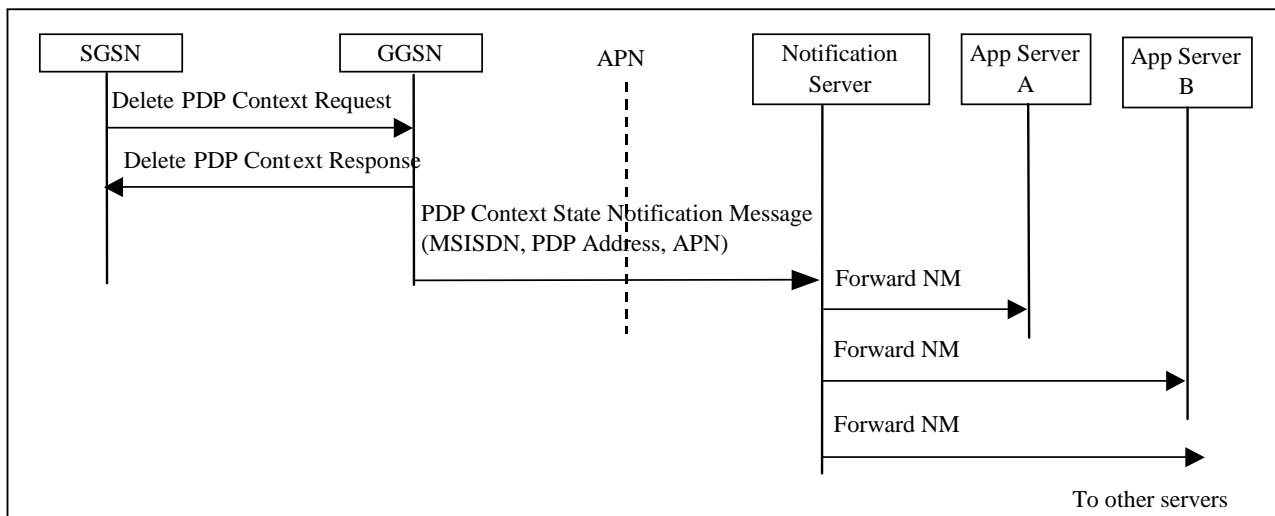 SGSN
GGSN
APN
Notification
Server
App Server
A
App Server
B
Delete PDP Context Request
Delete PDP Context Response
PDP Context State Notification Message
(MSISDN, PDP Address, APN)
Forward NM
Forward NM
Forward NM
To other servers